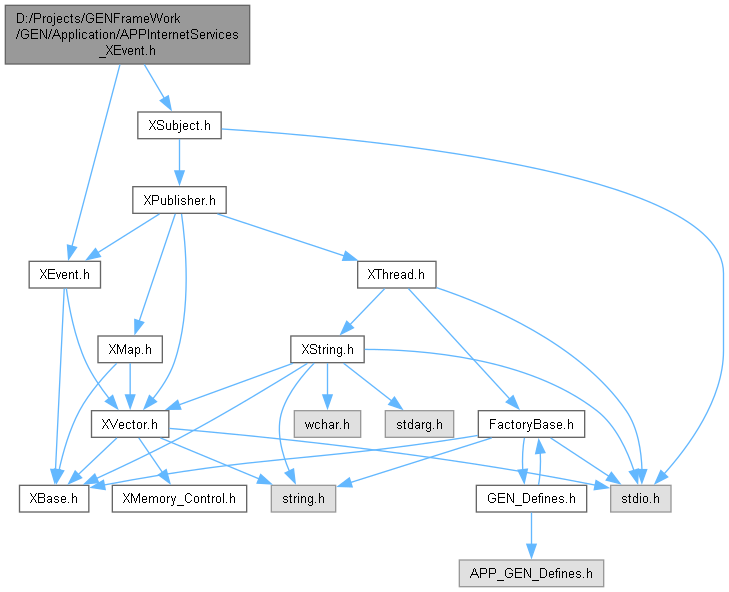 D:/Projects/GENFrameWork
/GEN/Application/APPInternetServices
_XEvent.h
XSubject.h
XPublisher.h
XEvent.h
XThread.h
XMap.h
XString.h
XVector.h
wchar.h
stdarg.h
FactoryBase.h
XBase.h
XMemory_Control.h
string.h
GEN_Defines.h
stdio.h
APP_GEN_Defines.h